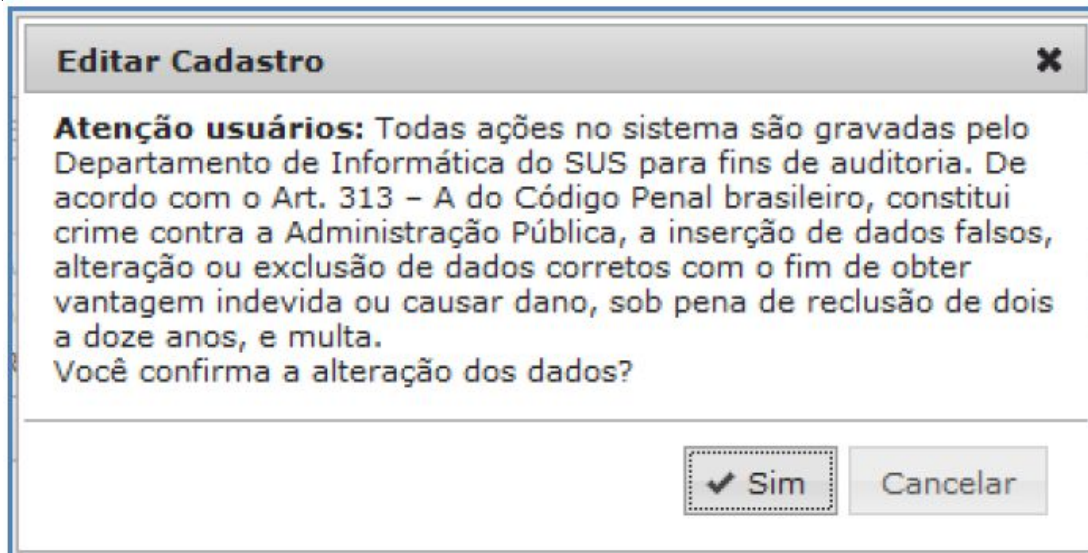 Editar Cadastro
Atenção usuários: Todas ações no sistema são gravadas pelo
Departamento de Informática do SUS para fins de auditoria. De
acordo com o Art. 313 – A do Código Penal brasileiro, constitui
crime contra a Administração Pública, a inserção de dados falsos,
alteração ou exclusão de dados corretos com o fim de obter
vantagem indevida ou causar dano, sob pena de reclusão de dois
a doze anos, e multa.
Você confirma a alteração dos dados?
Sim Cancelar